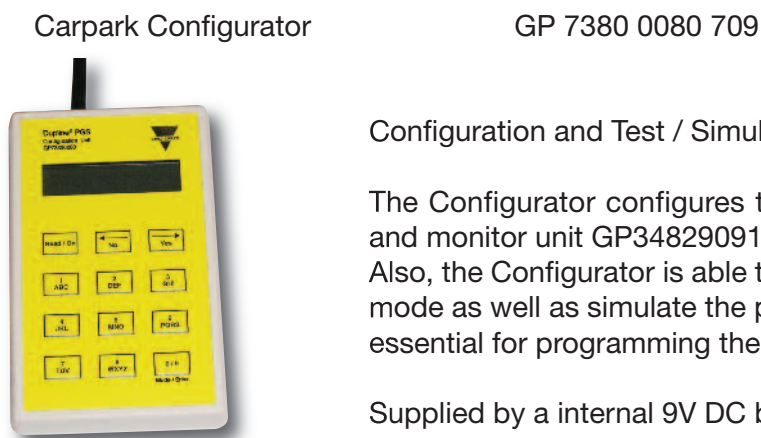 Carpark Configurator
GP 7380 0080 709
Dupline® PGS
Configuration Unit
Read / On
No
Yes
1
ABC
2
DEF
3
4
JKL
5
MNO
6
PQRS
7
TUV
8
WXYZ
Mode / Enter
Configuration and Test / Simul
The Configurator configures t
and monitor unit GP34829091
Also, the Configurator is able t
mode as well as simulate the p
essential for programming the
Supplied by a internal 9V DC b